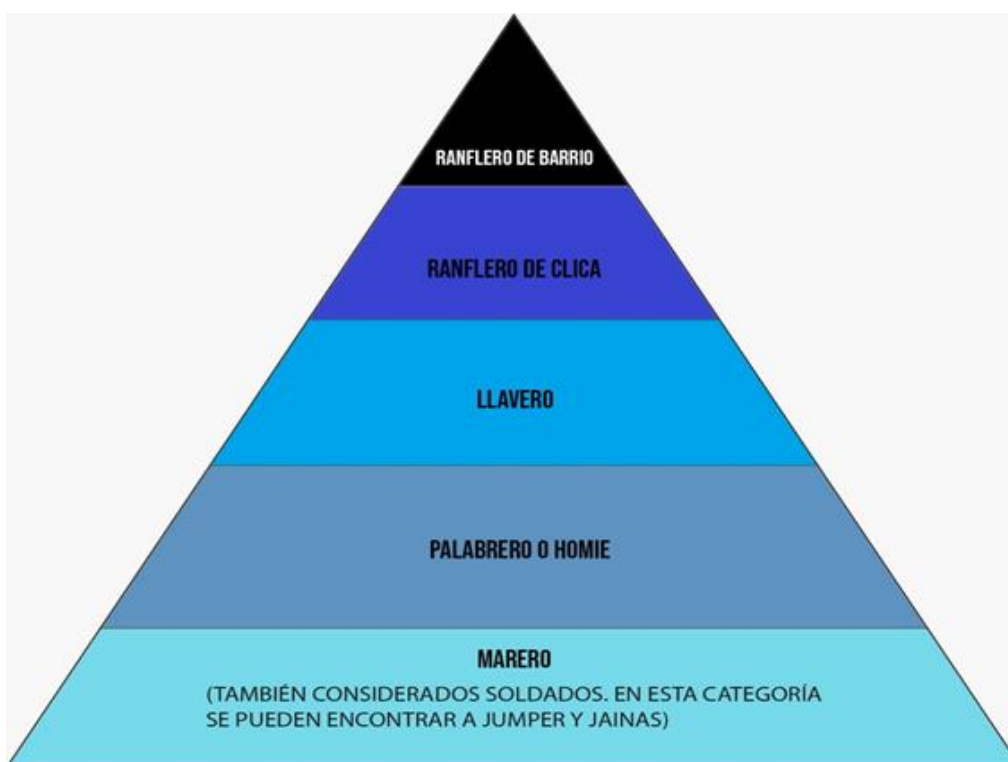 RANFLERO DE BARRIO
RANFLERO DE CLICA
LLAVERO
PALABRERO O HOMIE
MARERO
(TAMBIÉN CONSIDERADOS SOLDADOS. EN ESTA CATEGORÍA
SE PUEDEN ENCONTRAR A JUMPER Y JAINAS)